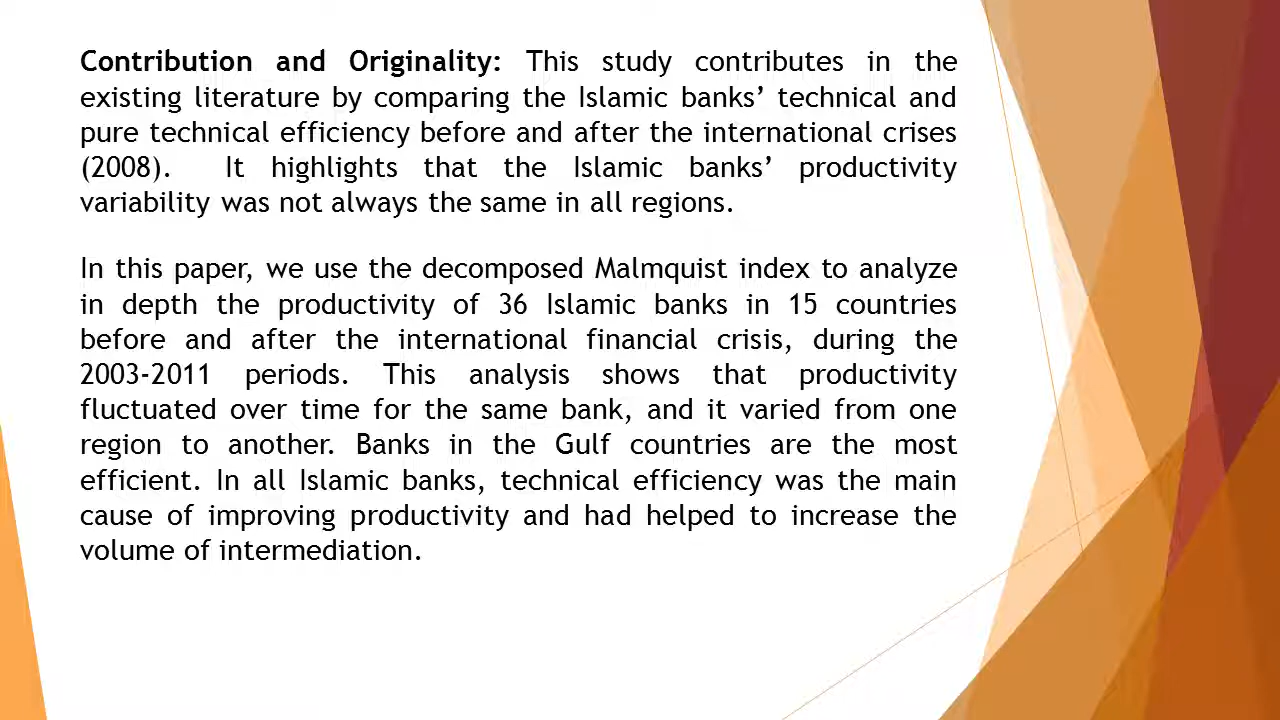 Contribution and Originality: This study contributes in the
existing literature by comparing the Islamic banks’ technical and
pure technical efficiency before and after the international crises
(2008). It highlights that the Islamic banks’ productivity
variability was not always the same in all regions.
In this paper, we use the decomposed Malmquist index to analyze
in depth the productivity of 36 Islamic banks in 15 countries
before and after the international financial crisis, during the
2003-2011 periods. This analysis shows that productivity
fluctuated over time for the same bank, and it varied from one
region to another. Banks in the Gulf countries are the most
efficient. In all Islamic banks, technical efficiency was the main
cause of improving productivity and had helped to increase the
volume of intermediation.